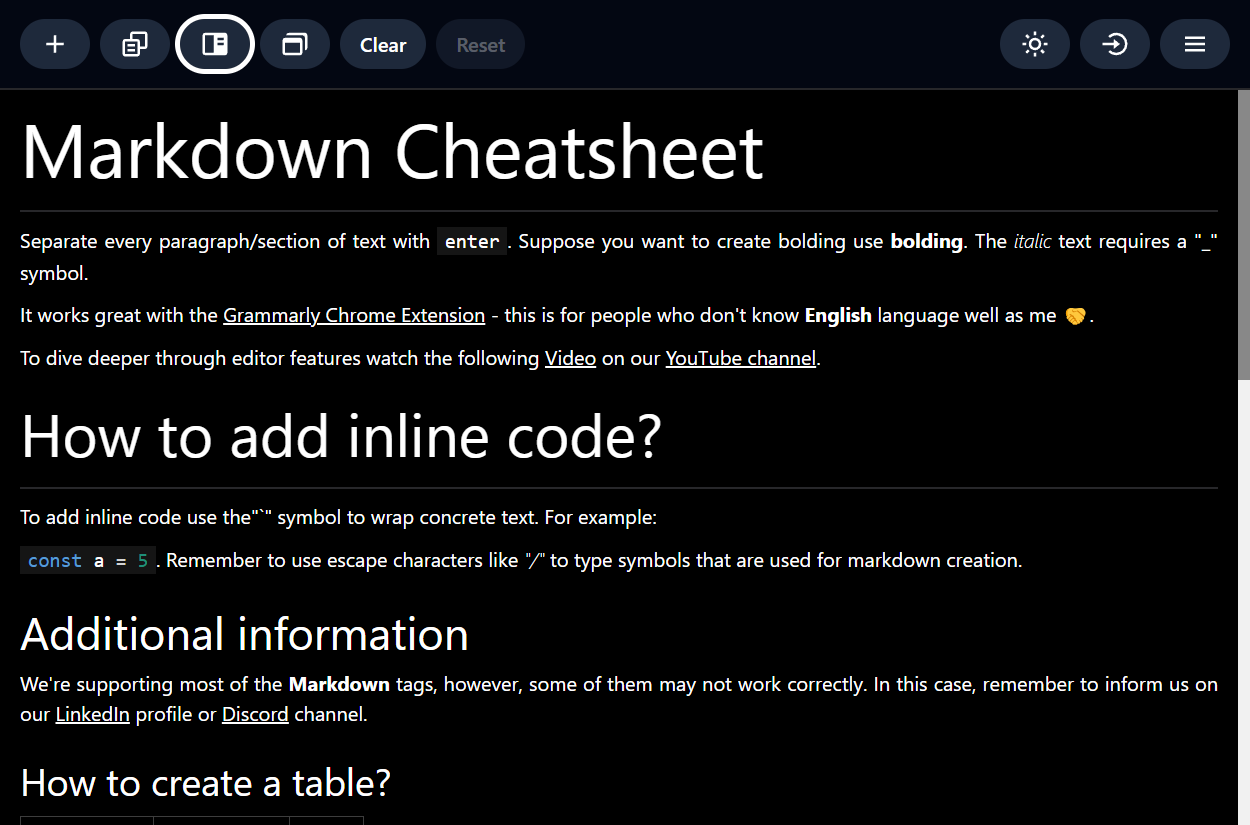 Clear Reset
Markdown Cheatsheet
Separate every paragraph/section of text with enter. Suppose you want to create bolding use bolding. The italic text requires a "_"
symbol.
It works great with the Grammarly Chrome Extension - this is for people who don't know English language well as me 🤝.
To dive deeper through editor features watch the following Video on our YouTube channel.
How to add inline code?
To add inline code use the"`" symbol to wrap concrete text. For example:
const a = 5. Remember to use escape characters like "/" to type symbols that are used for markdown creation.
Additional information
We're supporting most of the Markdown tags, however, some of them may not work correctly. In this case, remember to inform us on
our LinkedIn profile or Discord channel.
How to create a table?